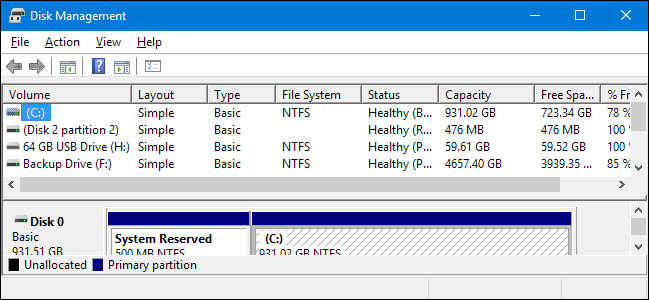 Disk Management
File Action View Help
Volume Layout Type File System Status Capacity Free Spa... % Fr
(C:) Simple Basic NTFS Healthy (B... 931.02 GB 723.34 GB 78 %
(Disk 2 partition 2) Simple Basic Healthy (R... 476 MB 476 MB 100
64 GB USB Drive (H:) Simple Basic NTFS Healthy (P... 59.61 GB 59.52 GB 100
Backup Drive (F:) Simple Basic NTFS Healthy (P... 4657.40 GB 3939.35 ... 85 %
Disk 0
Basic
931.51 GB
System Reserved
500 MB NTFS
(C:)
931.02 GB NTFS
Unallocated Primary partition